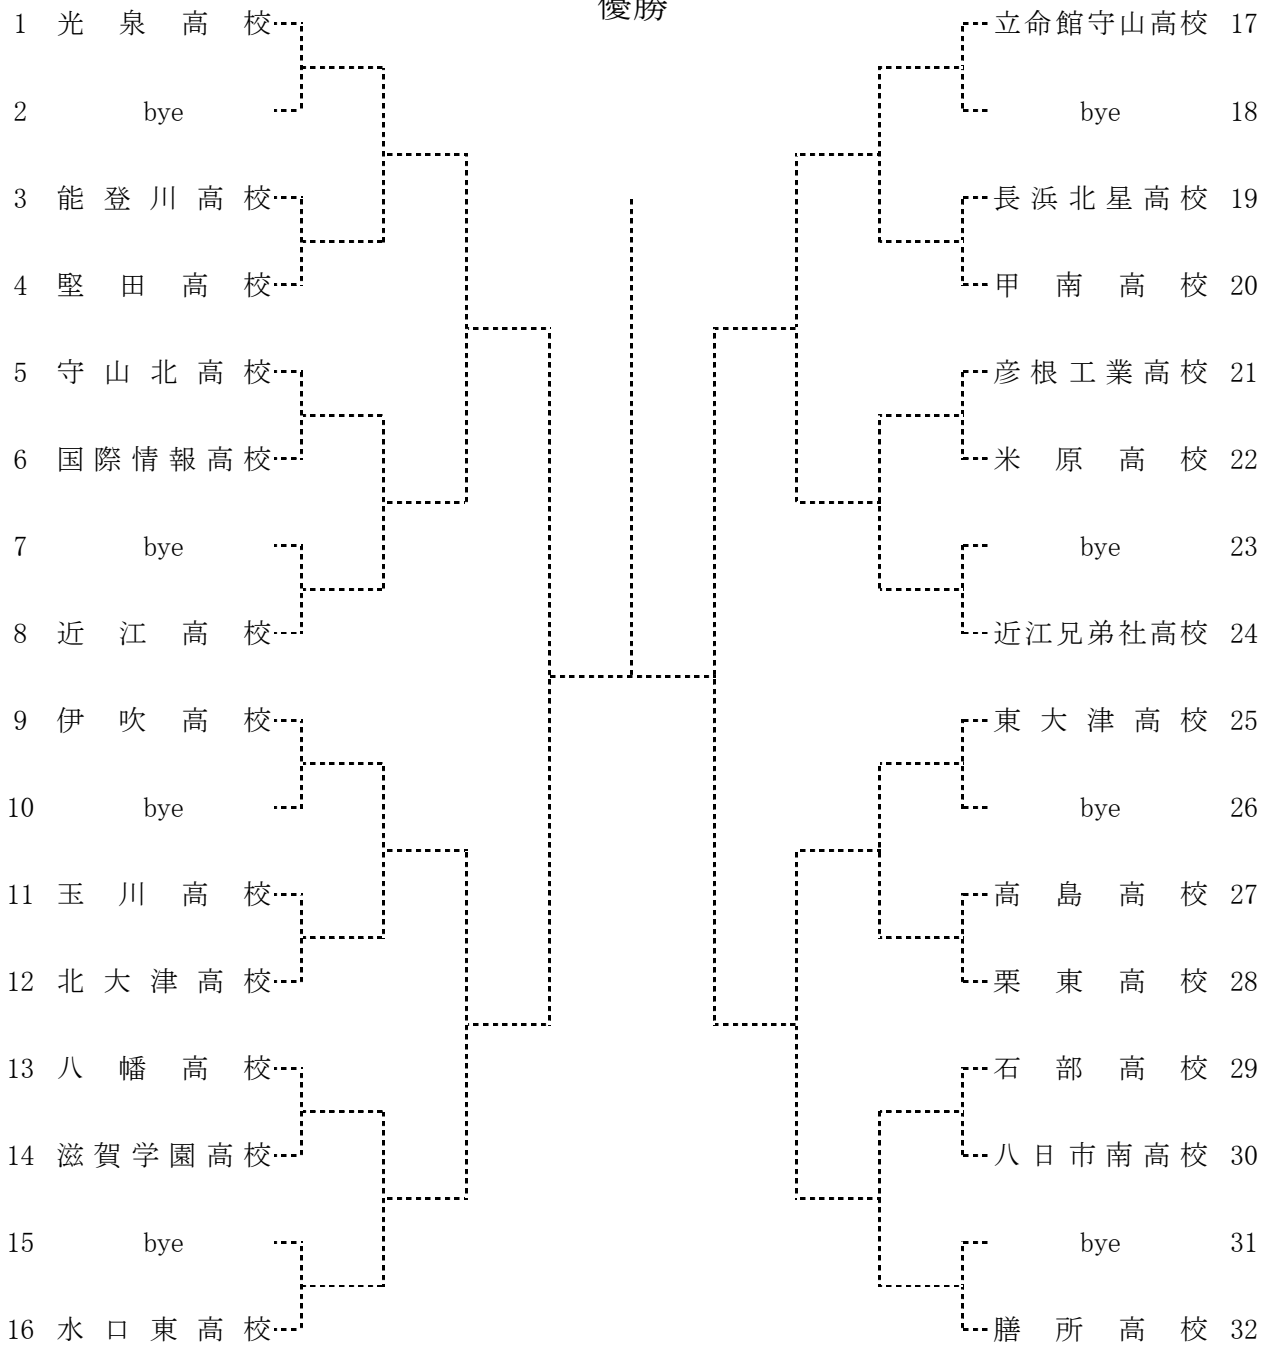 優勝
1 光泉高校
2 bye
3 能登川高校
4 堅田高校
5 守山北高校
6 国際情報高校
7 bye
8 近江高校
9 伊吹高校
10 bye
11 玉川高校
12 北大津高校
13 八幡高校
14 滋賀学園高校
15 bye
16 水口東高校
立命館守山高校 17
bye 18
長浜北星高校 19
甲南高校 20
彦根工業高校 21
米原高校 22
bye 23
近江兄弟社高校 24
東大津高校 25
bye 26
高島高校 27
栗東高校 28
石部高校 29
八日市南高校 30
bye 31
膳所高校 32